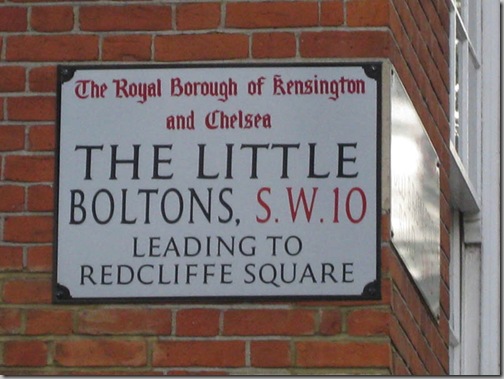 The Royal Borough of Kensington
and Chelsea
THE LITTLE
BOLTONS, S.W.10
LEADING TO
REDCLIFFE SQUARE